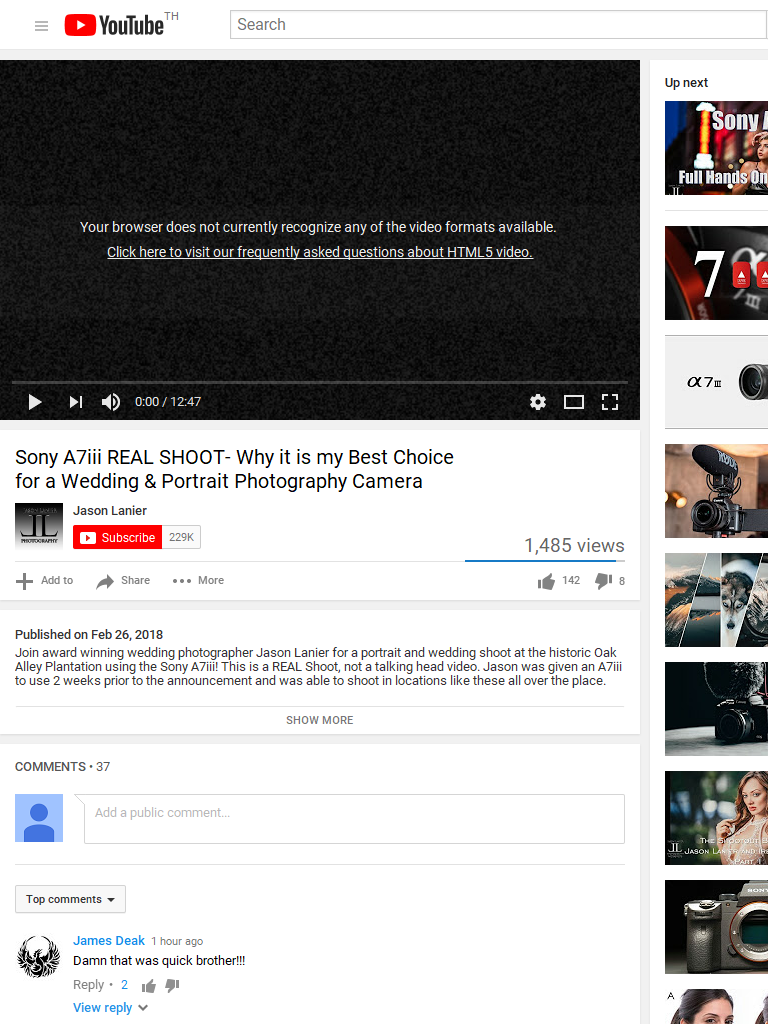 YouTube TH
Search
Up next
Your browser does not currently recognize any of the video formats available.
Click here to visit our frequently asked questions about HTML5 video.
0:00 / 12:47
Sony A7iii REAL SHOOT- Why it is my Best Choice
for a Wedding & Portrait Photography Camera
JL
PHOTOGRAPHY
Jason Lanier
Subscribe 229K
1,485 views
Add to Share More 142 8
Published on Feb 26, 2018
Join award winning wedding photographer Jason Lanier for a portrait and wedding shoot at the historic Oak
Alley Plantation using the Sony A7iii! This is a REAL Shoot, not a talking head video. Jason was given an A7iii
to use 2 weeks prior to the announcement and was able to shoot in locations like these all over the place.
SHOW MORE
COMMENTS • 37
Add a public comment...
Top comments
James Deak 1 hour ago
Damn that was quick brother!!!
Reply • 2
View reply
Sony
Full Hands On
JL
7
α7III
RØDE
The Shootout B
Jason Lanier and
Part 1
SONY
A